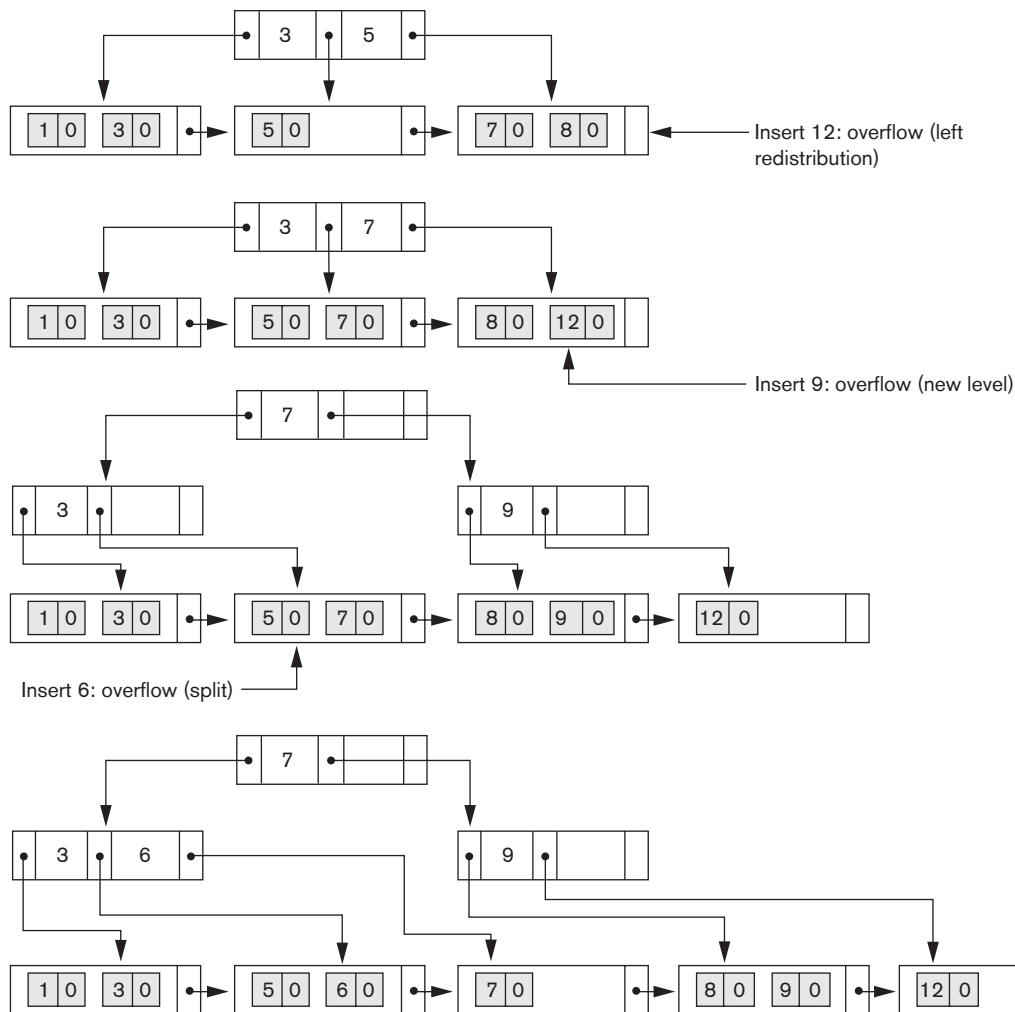 3 5
1 0 3 0 5 0 7 0 8 0
Insert 12: overflow (left
redistribution)
3 7
1 0 3 0 5 0 7 0 8 0 12 0
Insert 9: overflow (new level)
7
3 9
1 0 3 0 5 0 7 0 8 0 9 0 12 0
Insert 6: overflow (split)
7
3 6 9
1 0 3 0 5 0 6 0 7 0 8 0 9 0 12 0